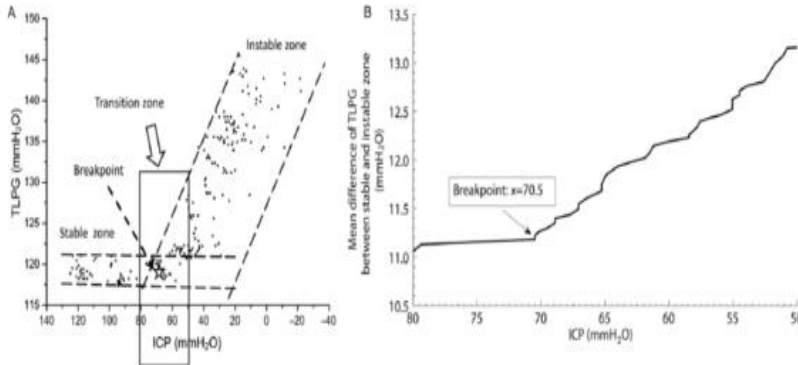 A
150
145
140
135
130
125
120
115
TLPG (mmH₂O)
Instable zone
Transition zone
Breakpoint
Stable zone
140 120 100 80 60 40 20 0 -20 -40
ICP (mmH₂O)
B
13.5
13.0
12.5
12.0
11.5
11.0
10.5
Mean difference of TLPG
between stable and instable zone
(mmH₂O)
Breakpoint: x=70.5
80 75 70 65 60 55 50
ICP (mmH₂O)